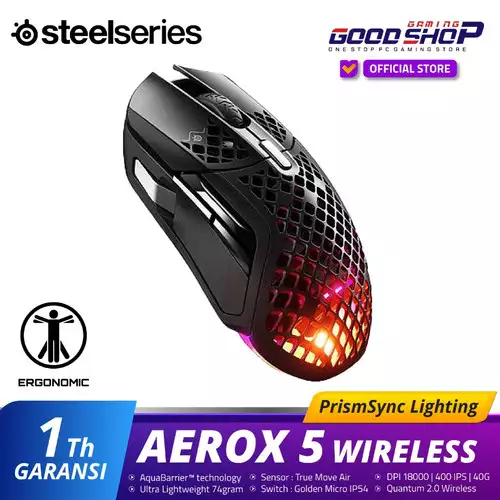 steelseries
GAMING
GOODSHOP
ONE STOP PC GAMING STORE
OFFICIAL STORE
ERGONOMIC
PrismSync Lighting
1Th
GARANSI
AEROX 5 WIRELESS
AquaBarrier™ technology
Sensor : True Move Air
DPI 18000 | 400 IPS | 40G
Ultra Lightweight 74gram
Switch : Golden Micro IP54
Quantum 2.0 Wireless